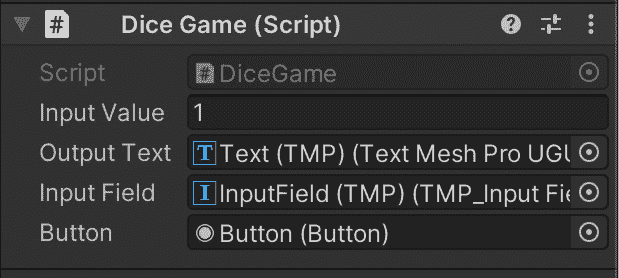 # Dice Game (Script)
Script # DiceGame
Input Value 1
Output Text T Text (TMP) (Text Mesh Pro UGU
Input Field I InputField (TMP) (TMP_Input Fie
Button Button (Button)